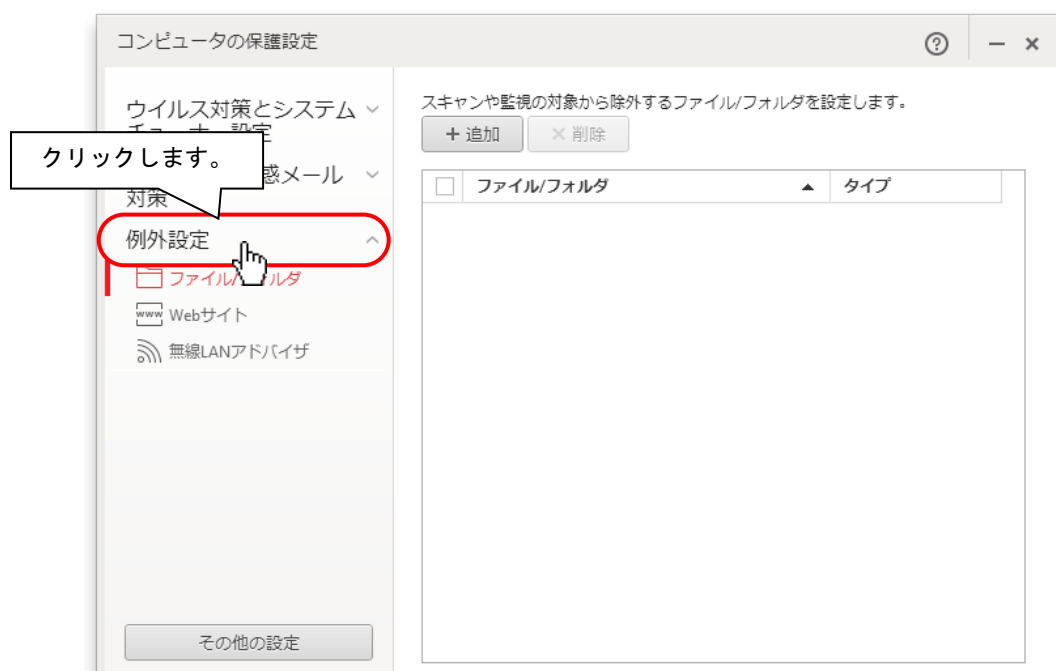 コンピュータの保護設定
ウイルス対策とシステム
設定
クリックします。
惑メール
対策
例外設定
ファイル/フォルダ
Webサイト
無線LANアドバイザ
その他の設定
スキャンや監視の対象から除外するファイル/フォルダを設定します。
+ 追加
× 削除
ファイル/フォルダ ▲ タイプ